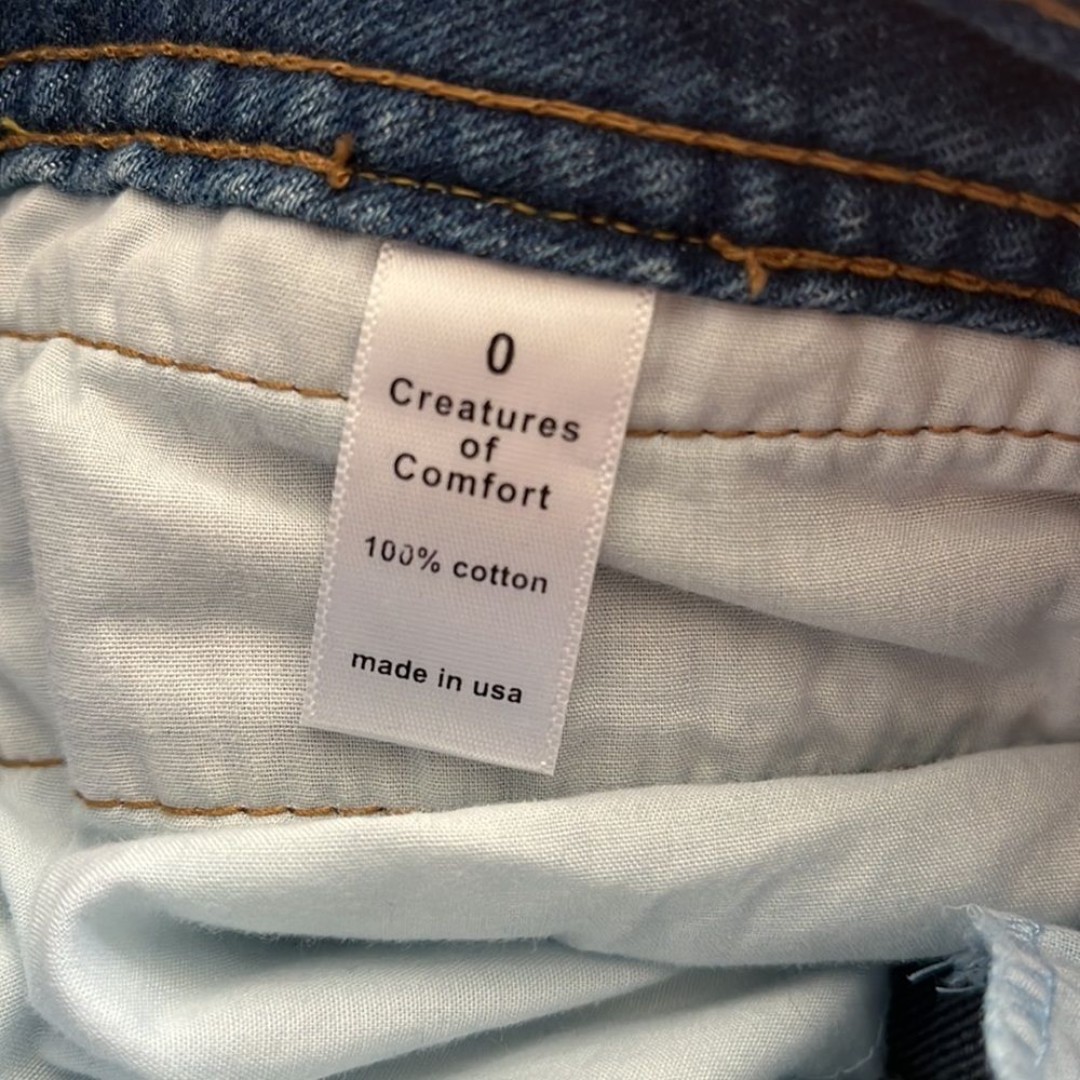 0
Creatures
of
Comfort
100% cotton
made in usa